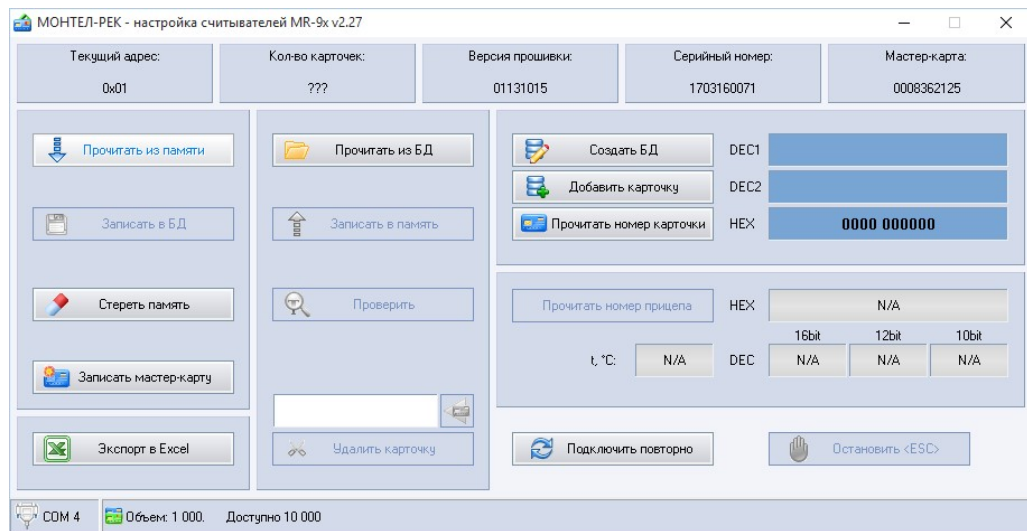 МОНТЕЛ-РЕК - настройка считывателей MR-9x v2.27
Текущий адрес:
0x01
Кол-во карточек:
???
Версия прошивки:
01131015
Серийный номер:
1703160071
Мастер-карта:
0008362125
Прочитать из памяти
Записать в БД
Стереть память
Записать мастер-карту
Экспорт в Excel
Прочитать из БД
Записать в память
Проверить
Удалить карточку
Создать БД
DEC1
Добавить карточку
DEC2
Прочитать номер карточки
HEX
0000 000000
Прочитать номер прицепа
HEX
N/A
16bit 12bit 10bit
t, °C: N/A DEC N/A N/A N/A
Подключить повторно
Остановить <ESC>
COM 4
Объем: 1 000. Доступно 10 000